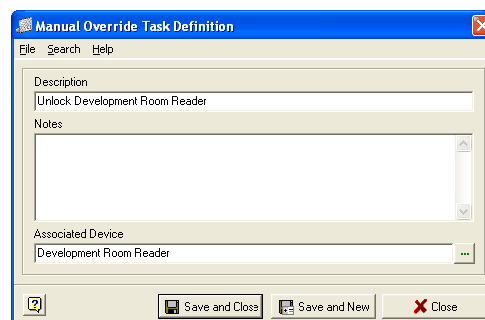 Manual Override Task Definition
File Search Help
Description
Unlock Development Room Reader
Notes
Associated Device
Development Room Reader
...
Save and Close Save and New Close